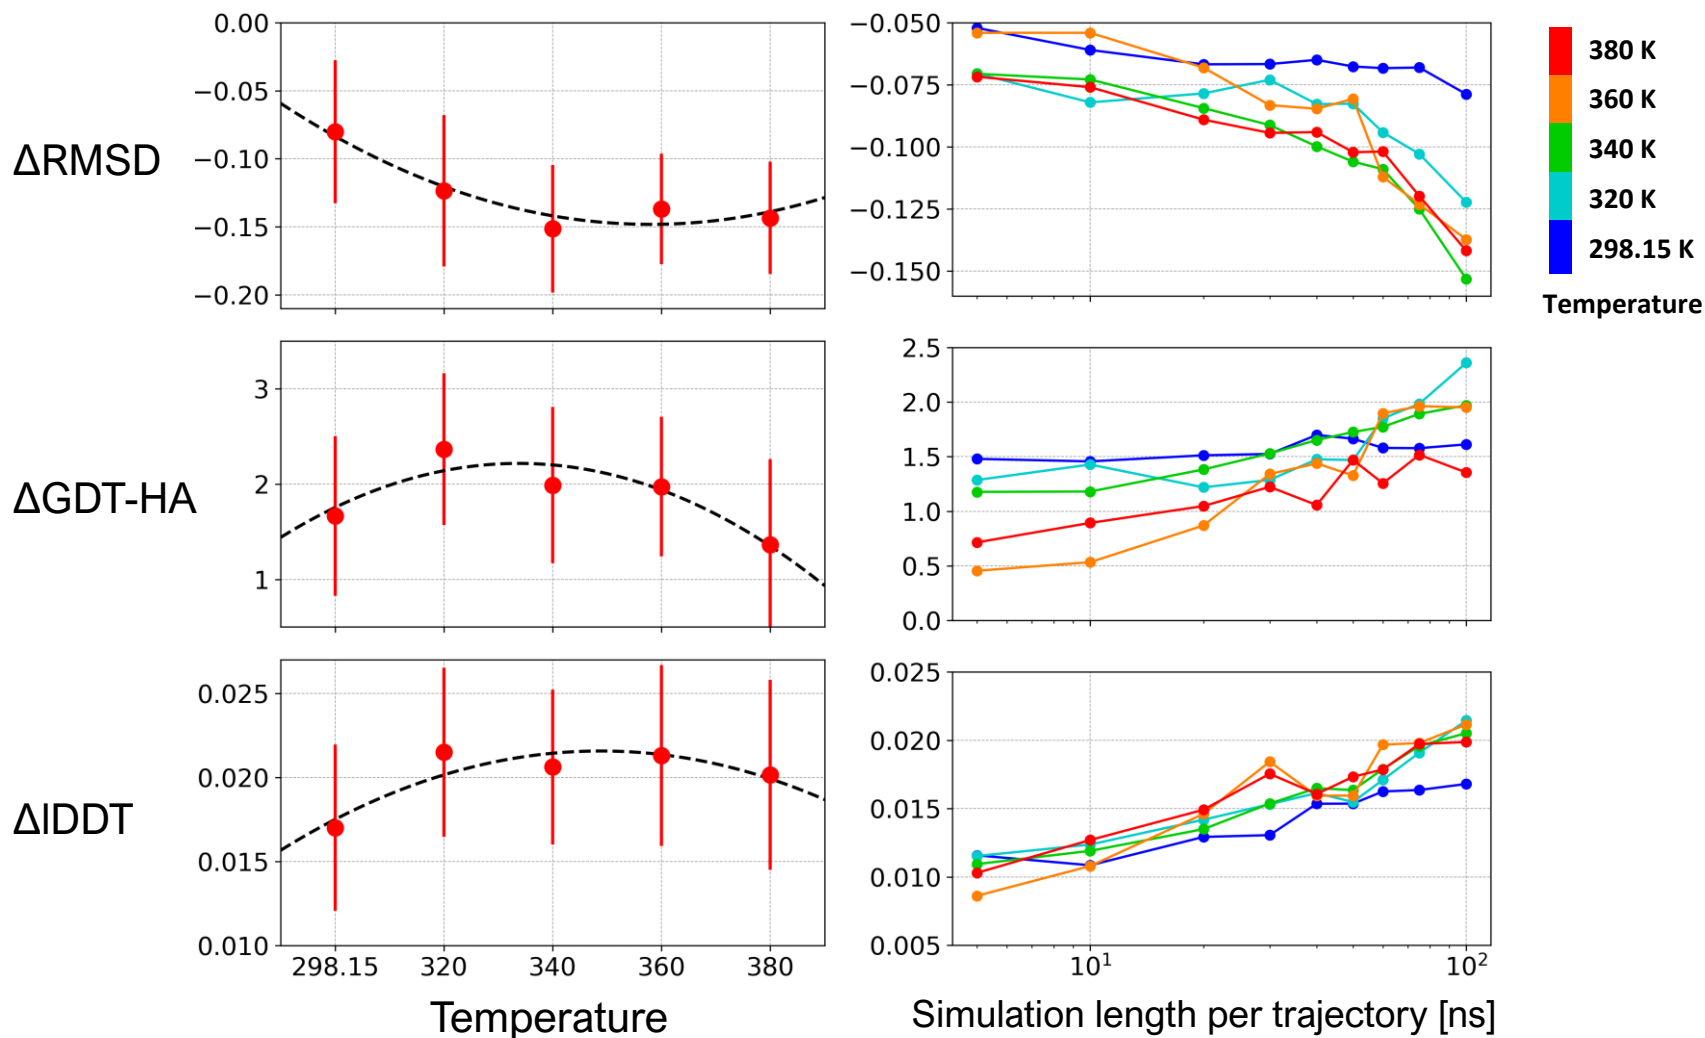 ΔRMSD
0.00
−0.05
−0.10
−0.15
−0.20
−0.050
−0.075
−0.100
−0.125
−0.150
380 K
360 K
340 K
320 K
298.15 K
Temperature
ΔGDT-HA
3
2
1
2.5
2.0
1.5
1.0
0.5
0.0
ΔlDDT
0.025
0.020
0.015
0.010
298.15 320 340 360 380
Temperature
0.025
0.020
0.015
0.010
0.005
10¹ 10²
Simulation length per trajectory [ns]